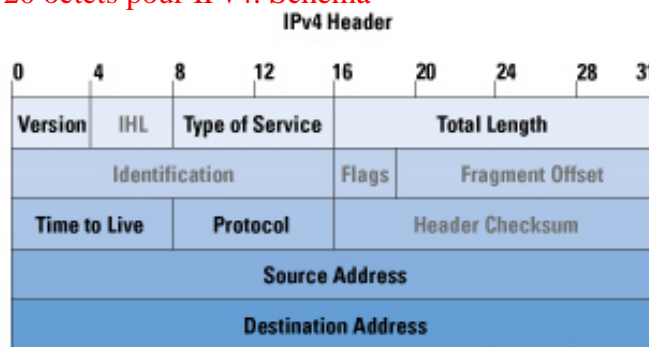 20 octets pour IPv4. Schéma
IPv4 Header
0 4 8 12 16 20 24 28 31
Version IHL Type of Service Total Length
Identification Flags Fragment Offset
Time to Live Protocol Header Checksum
Source Address
Destination Address